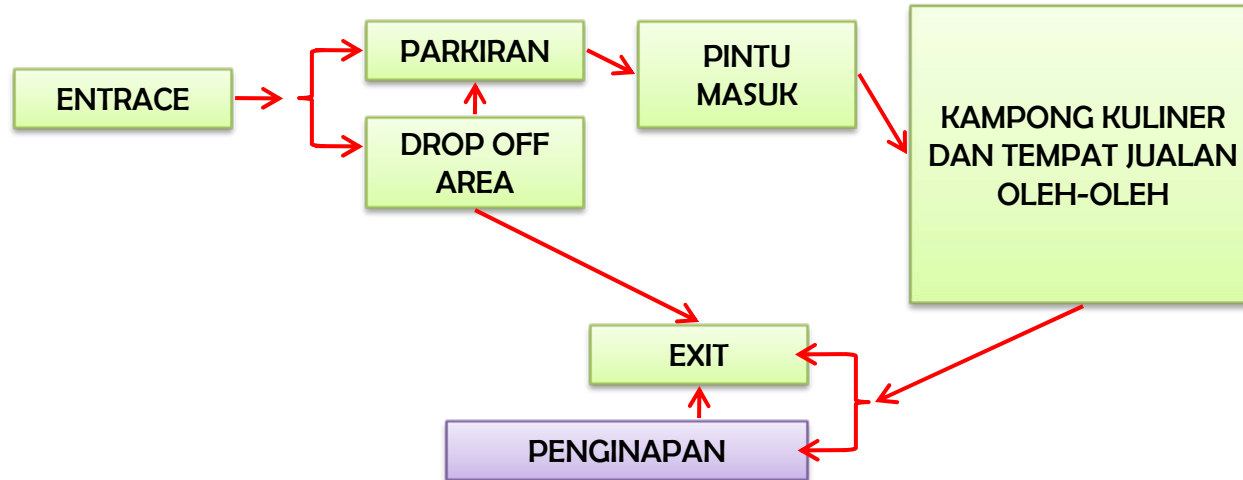 ENTRACE
PARKIRAN
DROP OFF
AREA
PINTU
MASUK
KAMPONG KULINER
DAN TEMPAT JUALAN
OLEH-OLEH
EXIT
PENGINAPAN